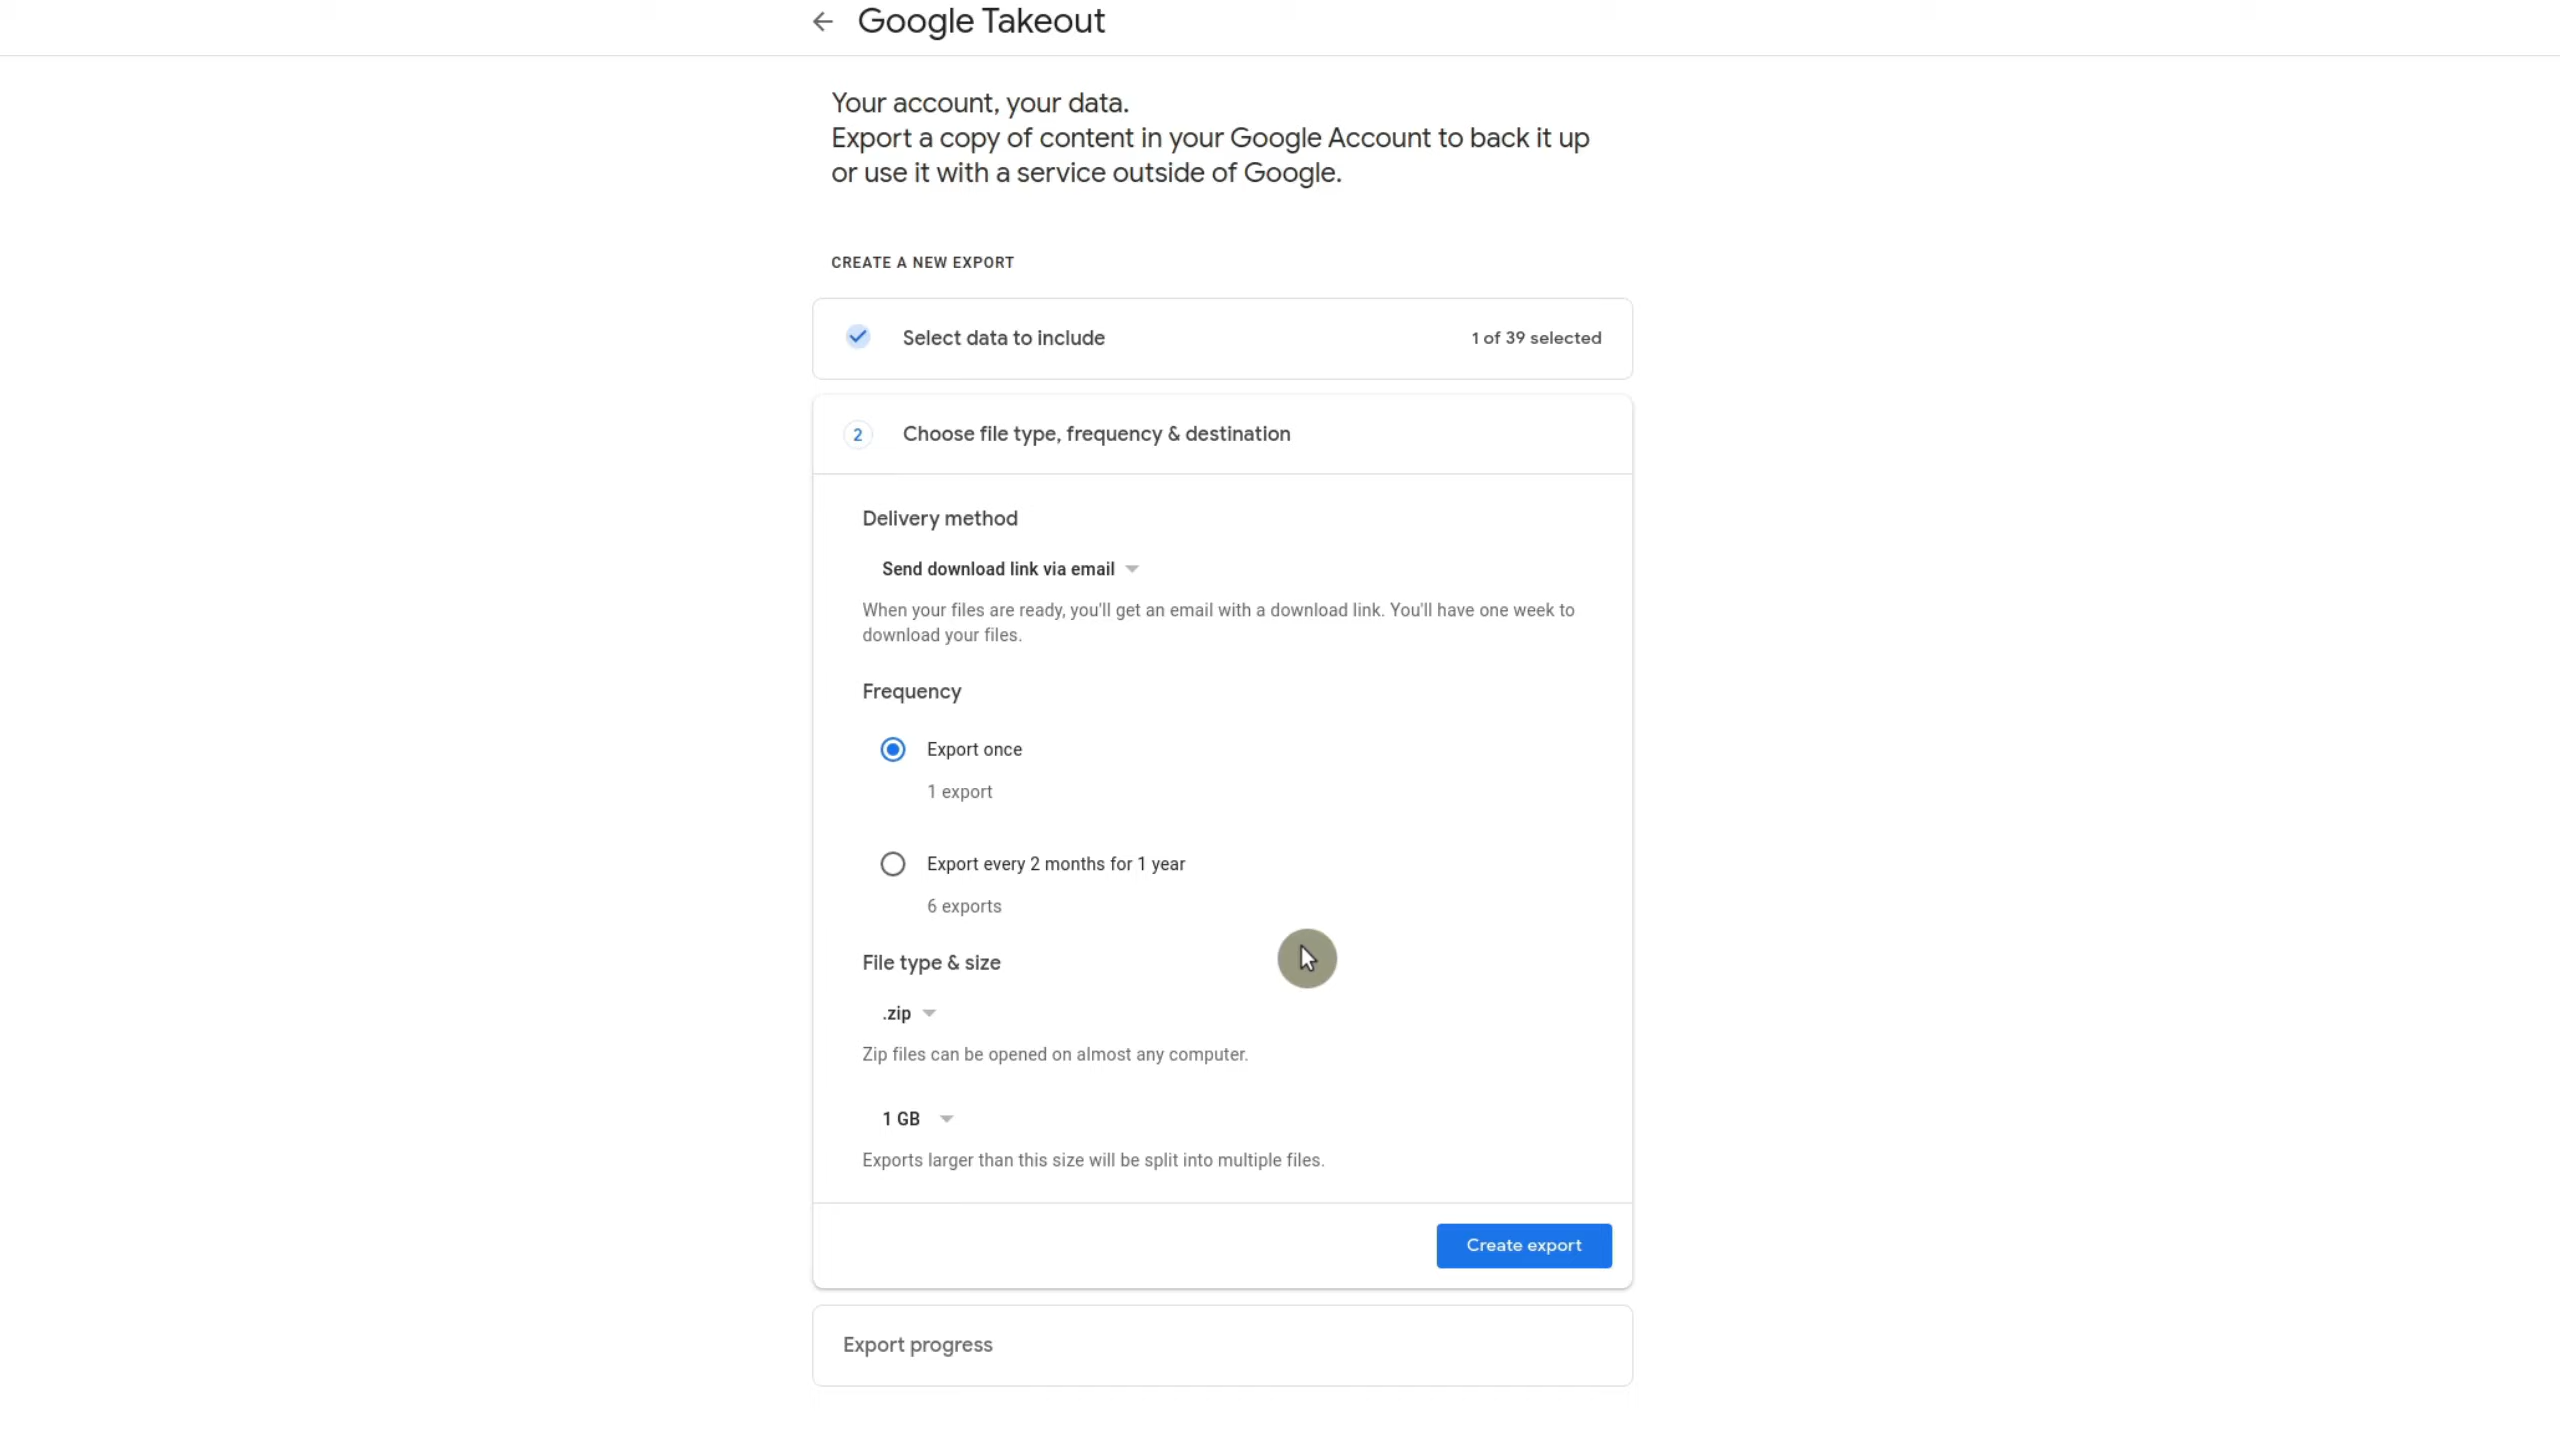 Google Takeout
Your account, your data.
Export a copy of content in your Google Account to back it up
or use it with a service outside of Google.
CREATE A NEW EXPORT
Select data to include
1 of 39 selected
2
Choose file type, frequency & destination
Delivery method
Send download link via email
When your files are ready, you'll get an email with a download link. You'll have one week to
download your files.
Frequency
Export once
1 export
Export every 2 months for 1 year
6 exports
File type & size
.zip
Zip files can be opened on almost any computer.
1 GB
Exports larger than this size will be split into multiple files.
Create export
Export progress